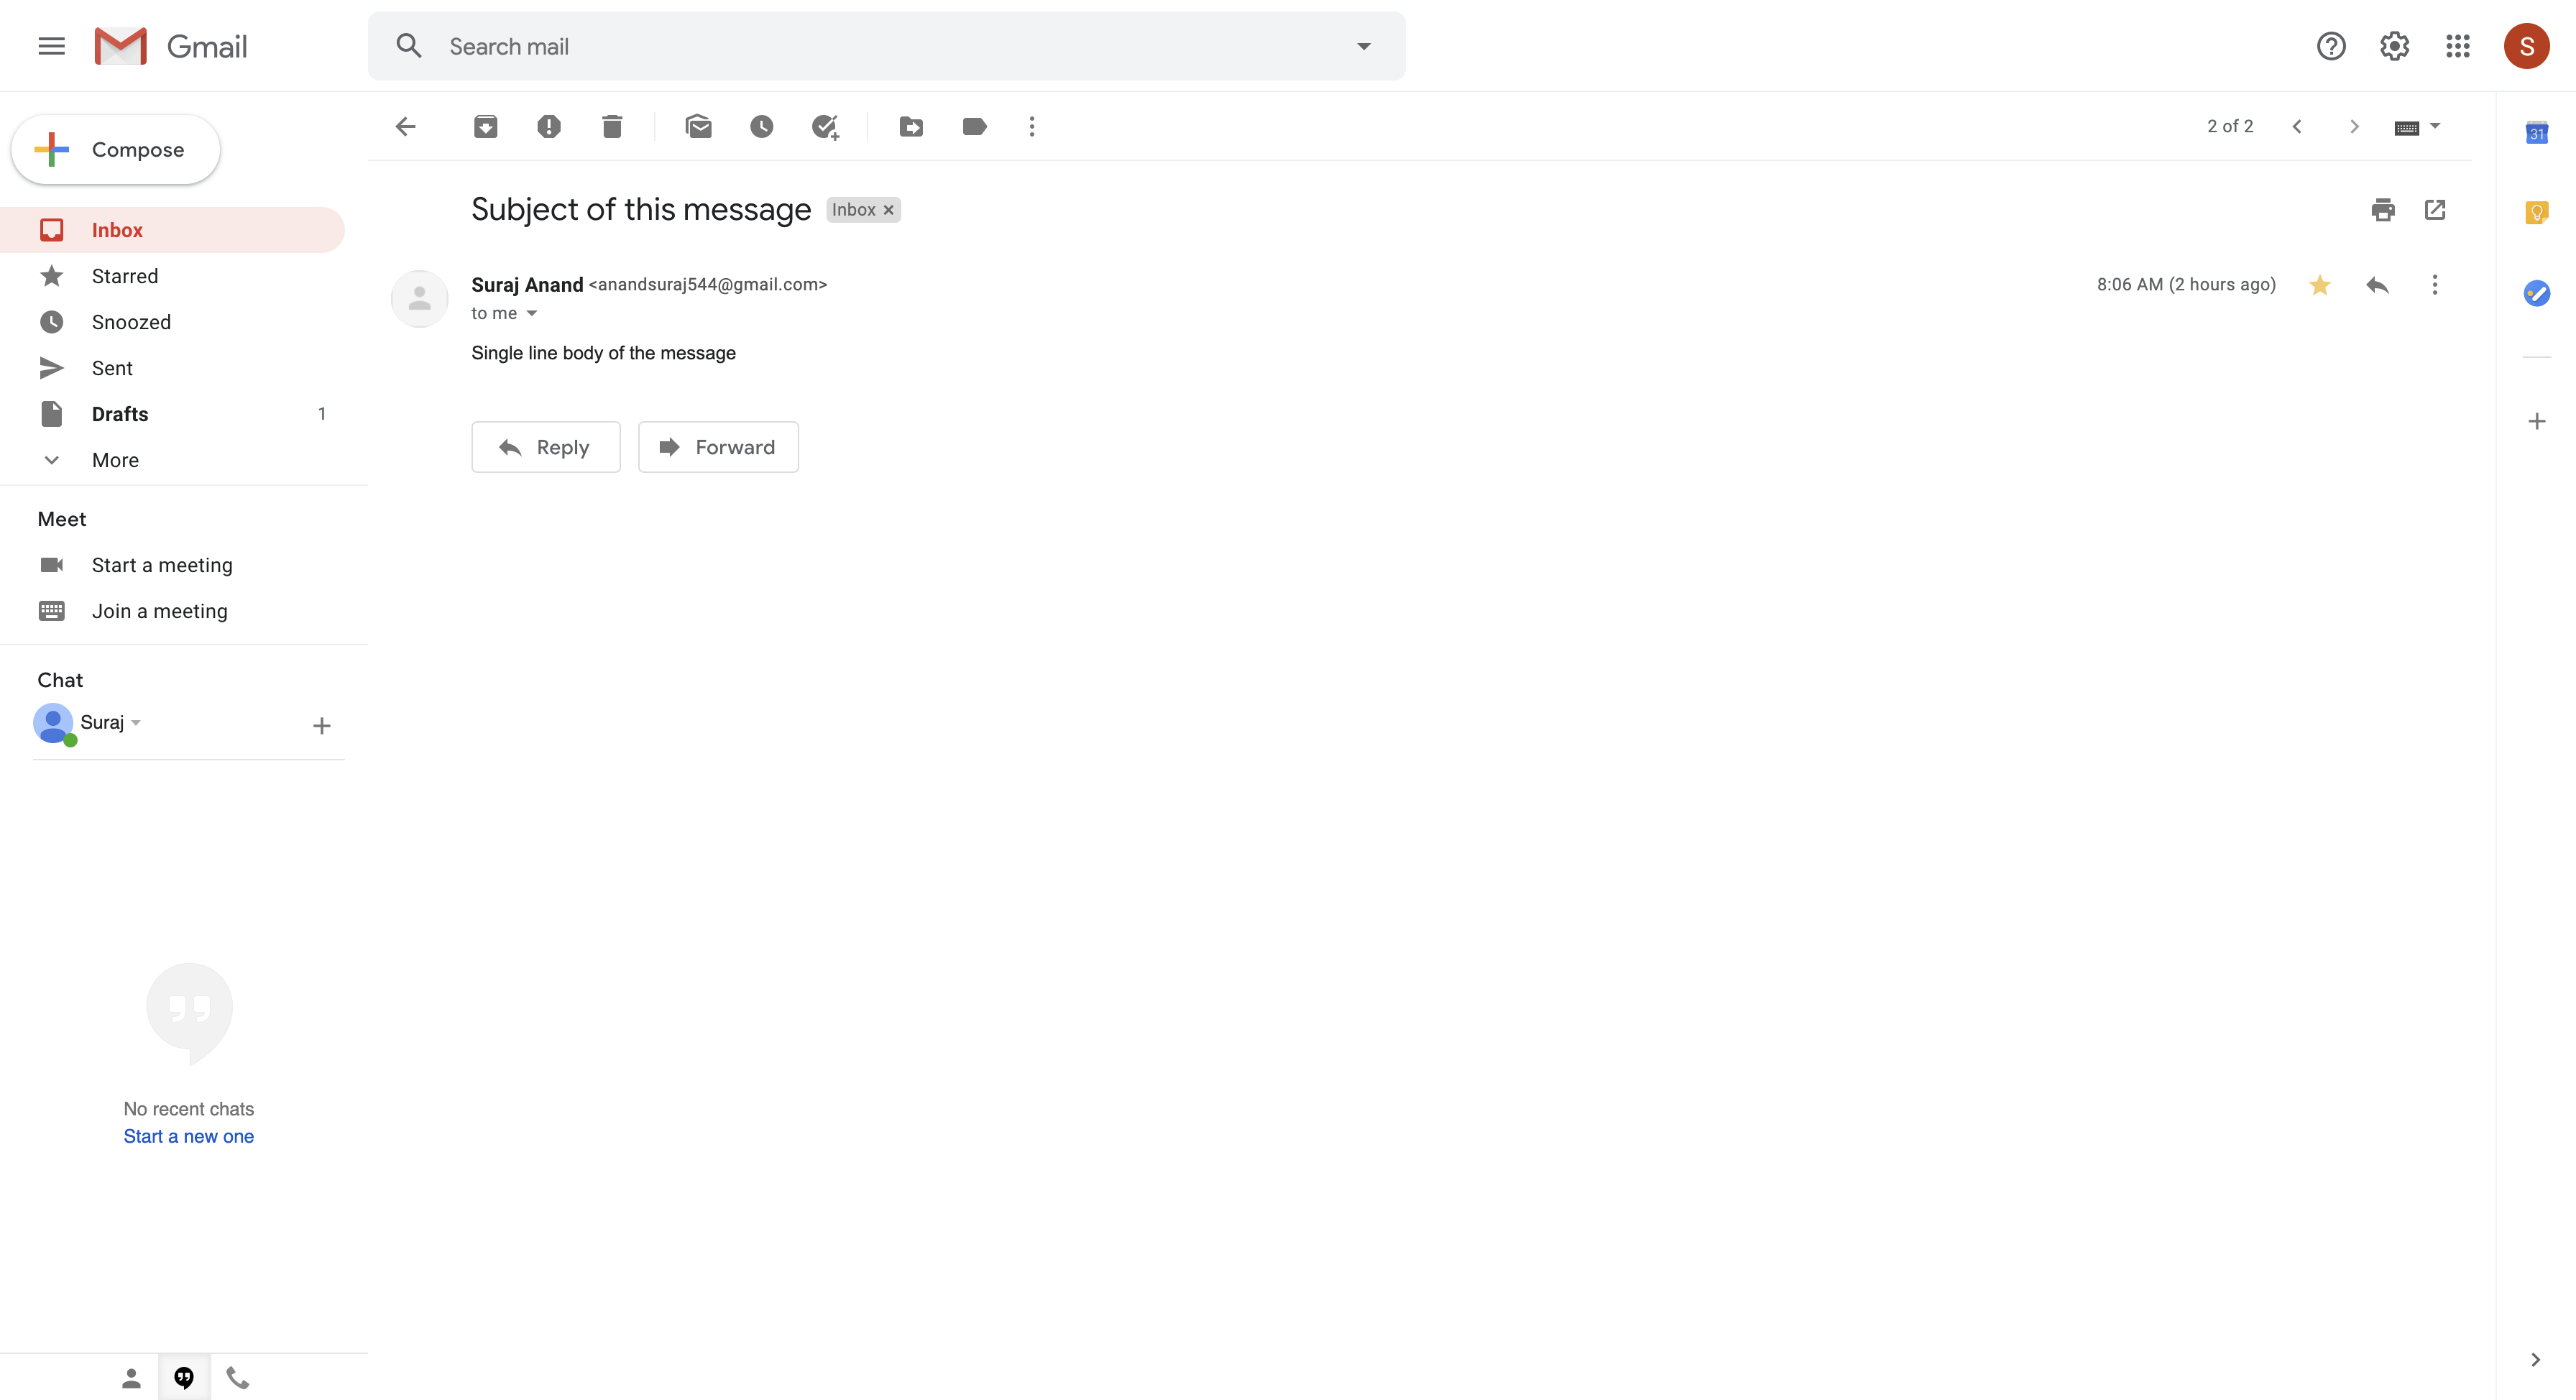 Gmail
Search mail
S
Compose
2 of 2
31
Subject of this message Inbox ×
Inbox
Starred
Snoozed
Sent
Drafts 1
More
Suraj Anand <anandsuraj544@gmail.com>
8:06 AM (2 hours ago)
to me
Single line body of the message
Reply
Forward
Meet
Start a meeting
Join a meeting
Chat
Suraj
No recent chats
Start a new one